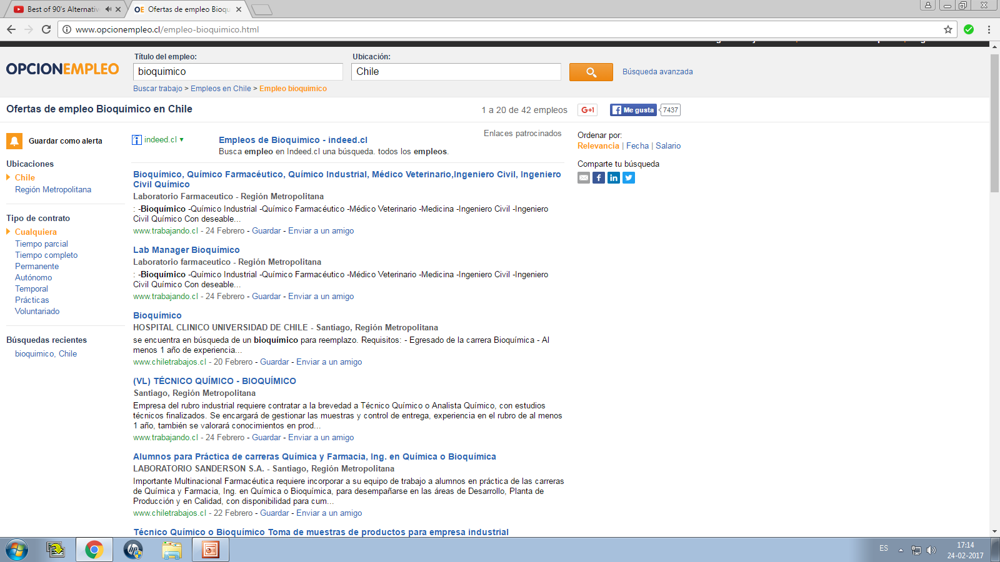 Best of 90's Alternativ
Ofertas de empleo Bioqu
www.opcionempleo.cl/empleo-bioquimico.html
Título del empleo:
Ubicación:
OPCIONEMPLEO
bioquimico
Chile
Búsqueda avanzada
Buscar trabajo > Empleos en Chile > Empleo bioquimico
Ofertas de empleo Bioquímico en Chile
1 a 20 de 42 empleos
G+1
Me gusta
7437
Guardar como alerta
Ubicaciones
Chile
Región Metropolitana
Tipo de contrato
Cualquiera
Tiempo parcial
Tiempo completo
Permanente
Autónomo
Temporal
Prácticas
Voluntariado
Búsquedas recientes
bioquimico, Chile
indeed.cl
Enlaces patrocinados
Empleos de Bioquimico - indeed.cl
Busca empleo en Indeed.cl una búsqueda. todos los empleos.
Bioquímico, Químico Farmacéutico, Químico Industrial, Médico Veterinario,Ingeniero Civil, Ingeniero
Civil Químico
Laboratorio Farmaceutico - Región Metropolitana
: -Bioquímico -Químico Industrial -Químico Farmacéutico -Médico Veterinario -Medicina -Ingeniero Civil -Ingeniero
Civil Químico Con deseable...
www.trabajando.cl - 24 Febrero - Guardar - Enviar a un amigo
Lab Manager Bioquímico
Laboratorio farmaceutico - Región Metropolitana
: -Bioquímico -Químico Industrial -Químico Farmacéutico -Médico Veterinario -Medicina -Ingeniero Civil -Ingeniero
Civil Químico Con deseable...
www.trabajando.cl - 24 Febrero - Guardar - Enviar a un amigo
Bioquímico
HOSPITAL CLINICO UNIVERSIDAD DE CHILE - Santiago, Región Metropolitana
se encuentra en búsqueda de un bioquímico para reemplazo. Requisitos: - Egresado de la carrera Bioquímica - Al
menos 1 año de experiencia...
www.chiletrabajos.cl - 20 Febrero - Guardar - Enviar a un amigo
(VL) TÉCNICO QUÍMICO - BIOQUÍMICO
Santiago, Región Metropolitana
Empresa del rubro industrial requiere contratar a la brevedad a Técnico Químico o Analista Químico, con estudios
técnicos finalizados. Se encargará de gestionar las muestras y control de entrega, experiencia en el rubro de al menos
1 año, también se valorará conocimientos en prod...
www.trabajando.cl - 24 Febrero - Guardar - Enviar a un amigo
Alumnos para Práctica de carreras Química y Farmacia, Ing. en Química o Bioquímica
LABORATORIO SANDERSON S.A. - Santiago, Región Metropolitana
Importante Multinacional Farmacéutica requiere incorporar a su equipo de trabajo a alumnos en práctica de las carreras
de Química y Farmacia, Ing. en Química o Bioquímica, para desempañarse en las áreas de Desarrollo, Planta de
Producción y en Calidad, con disponibilidad para cum...
www.chiletrabajos.cl - 22 Febrero - Guardar - Enviar a un amigo
Técnico Químico o Bioquímico Toma de muestras de productos para empresa industrial
Ordenar por:
Relevancia | Fecha | Salario
Comparte tu búsqueda
ES
17:14
24-02-2017